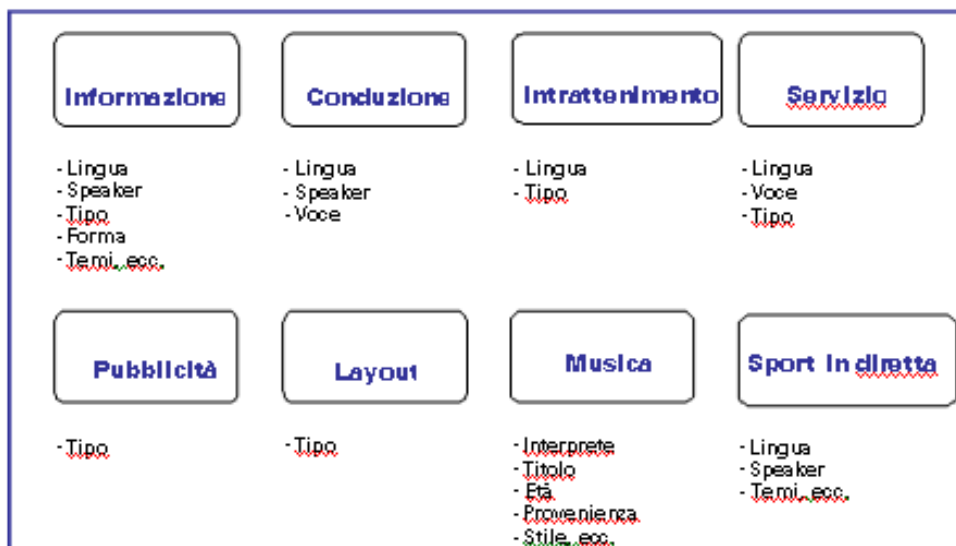 Informazione
Conduzione
Intrattenimento
Servizio
- Lingua
- Speaker
- Tipo
- Forma
- Temi, ecc.
- Lingua
- Speaker
- Voce
- Lingua
- Tipo
- Lingua
- Voce
- Tipo
Pubblicità
Layout
Musica
Sport in diretta
- Tipo
- Tipo
- Interprete
- Titolo
- Età
- Provenienza
- Stile, ecc.
- Lingua
- Speaker
- Temi, ecc.